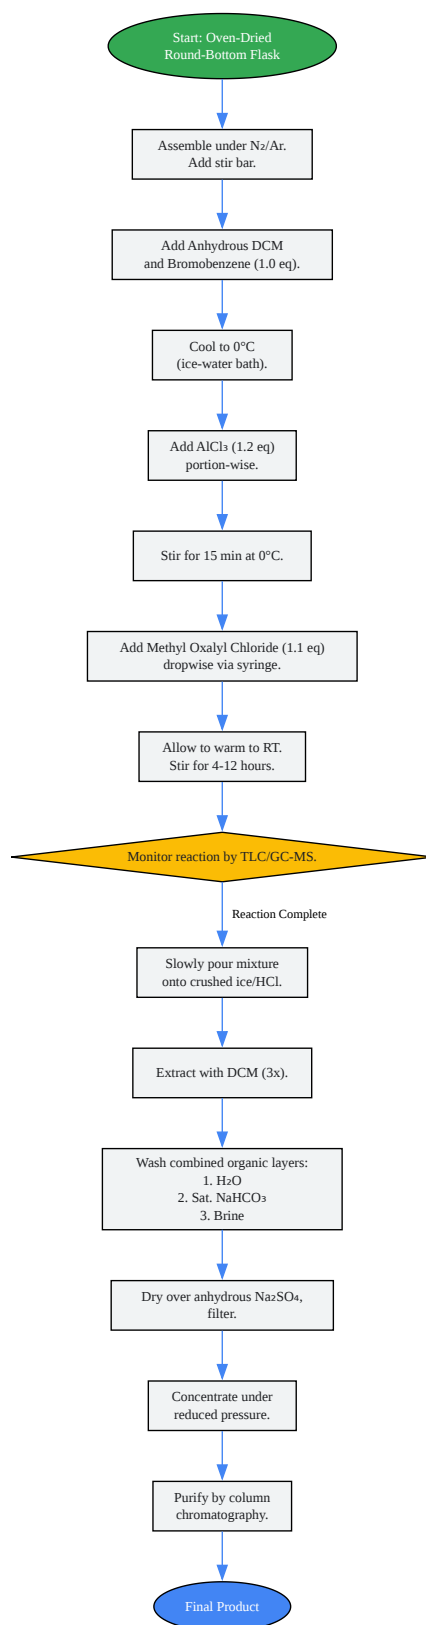 Start: Oven-Dried
Round-Bottom Flask
Assemble under N₂/Ar.
Add stir bar.
Add Anhydrous DCM
and Bromobenzene (1.0 eq).
Cool to 0°C
(ice-water bath).
Add AlCl₃ (1.2 eq)
portion-wise.
Stir for 15 min at 0°C.
Add Methyl Oxalyl Chloride (1.1 eq)
dropwise via syringe.
Allow to warm to RT.
Stir for 4-12 hours.
Monitor reaction by TLC/GC-MS.
Reaction Complete
Slowly pour mixture
onto crushed ice/HCl.
Extract with DCM (3x).
Wash combined organic layers:
1. H₂O
2. Sat. NaHCO₃
3. Brine
Dry over anhydrous Na₂SO₄,
filter.
Concentrate under
reduced pressure.
Purify by column
chromatography.
Final Product